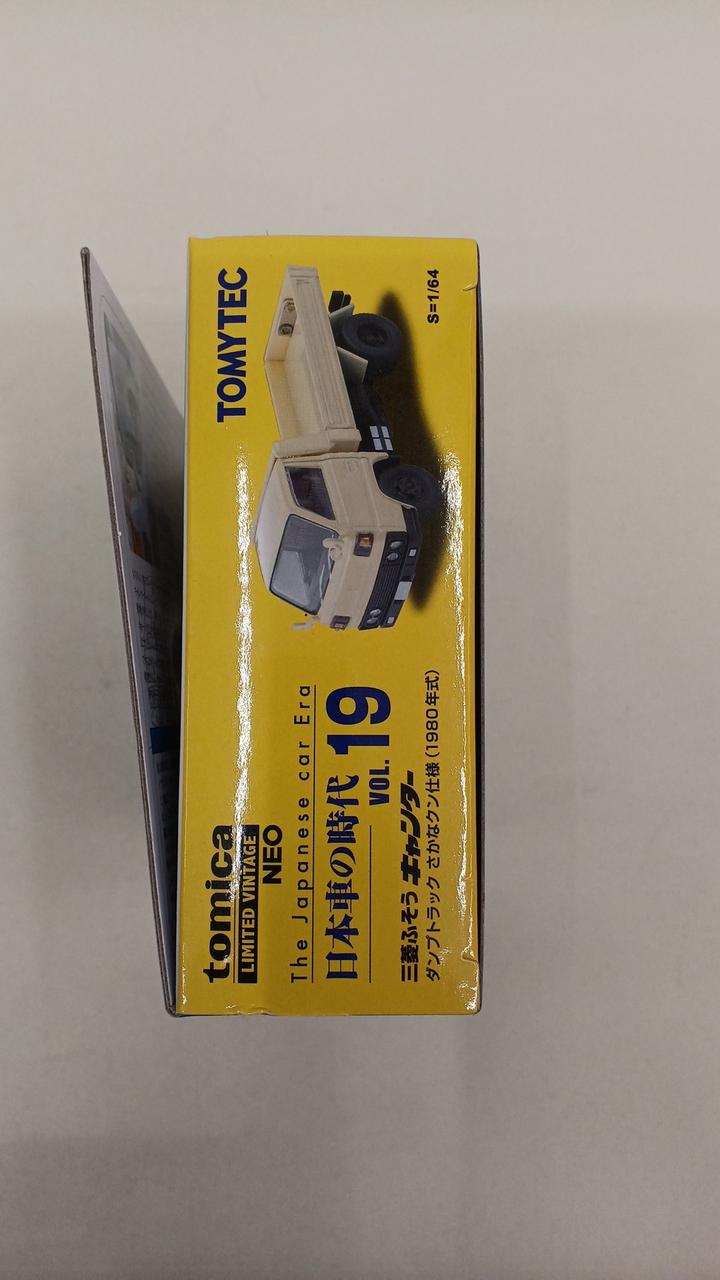 tomica
LIMITED VINTAGE
NEO
The Japanese car Era
日本車の時代
VOL. 19
三菱ふそう キャンター
ダンプトラック さかなクン仕様 (1980年式)
TOMYTEC
S=1/64